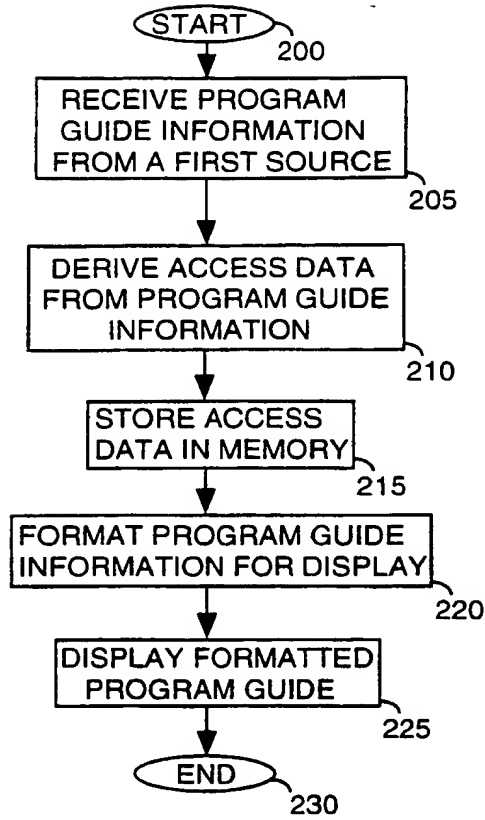 START
200
RECEIVE PROGRAM
GUIDE INFORMATION
FROM A FIRST SOURCE
205
DERIVE ACCESS DATA
FROM PROGRAM GUIDE
INFORMATION
210
STORE ACCESS
DATA IN MEMORY
215
FORMAT PROGRAM GUIDE
INFORMATION FOR DISPLAY
220
DISPLAY FORMATTED
PROGRAM GUIDE
225
END
230